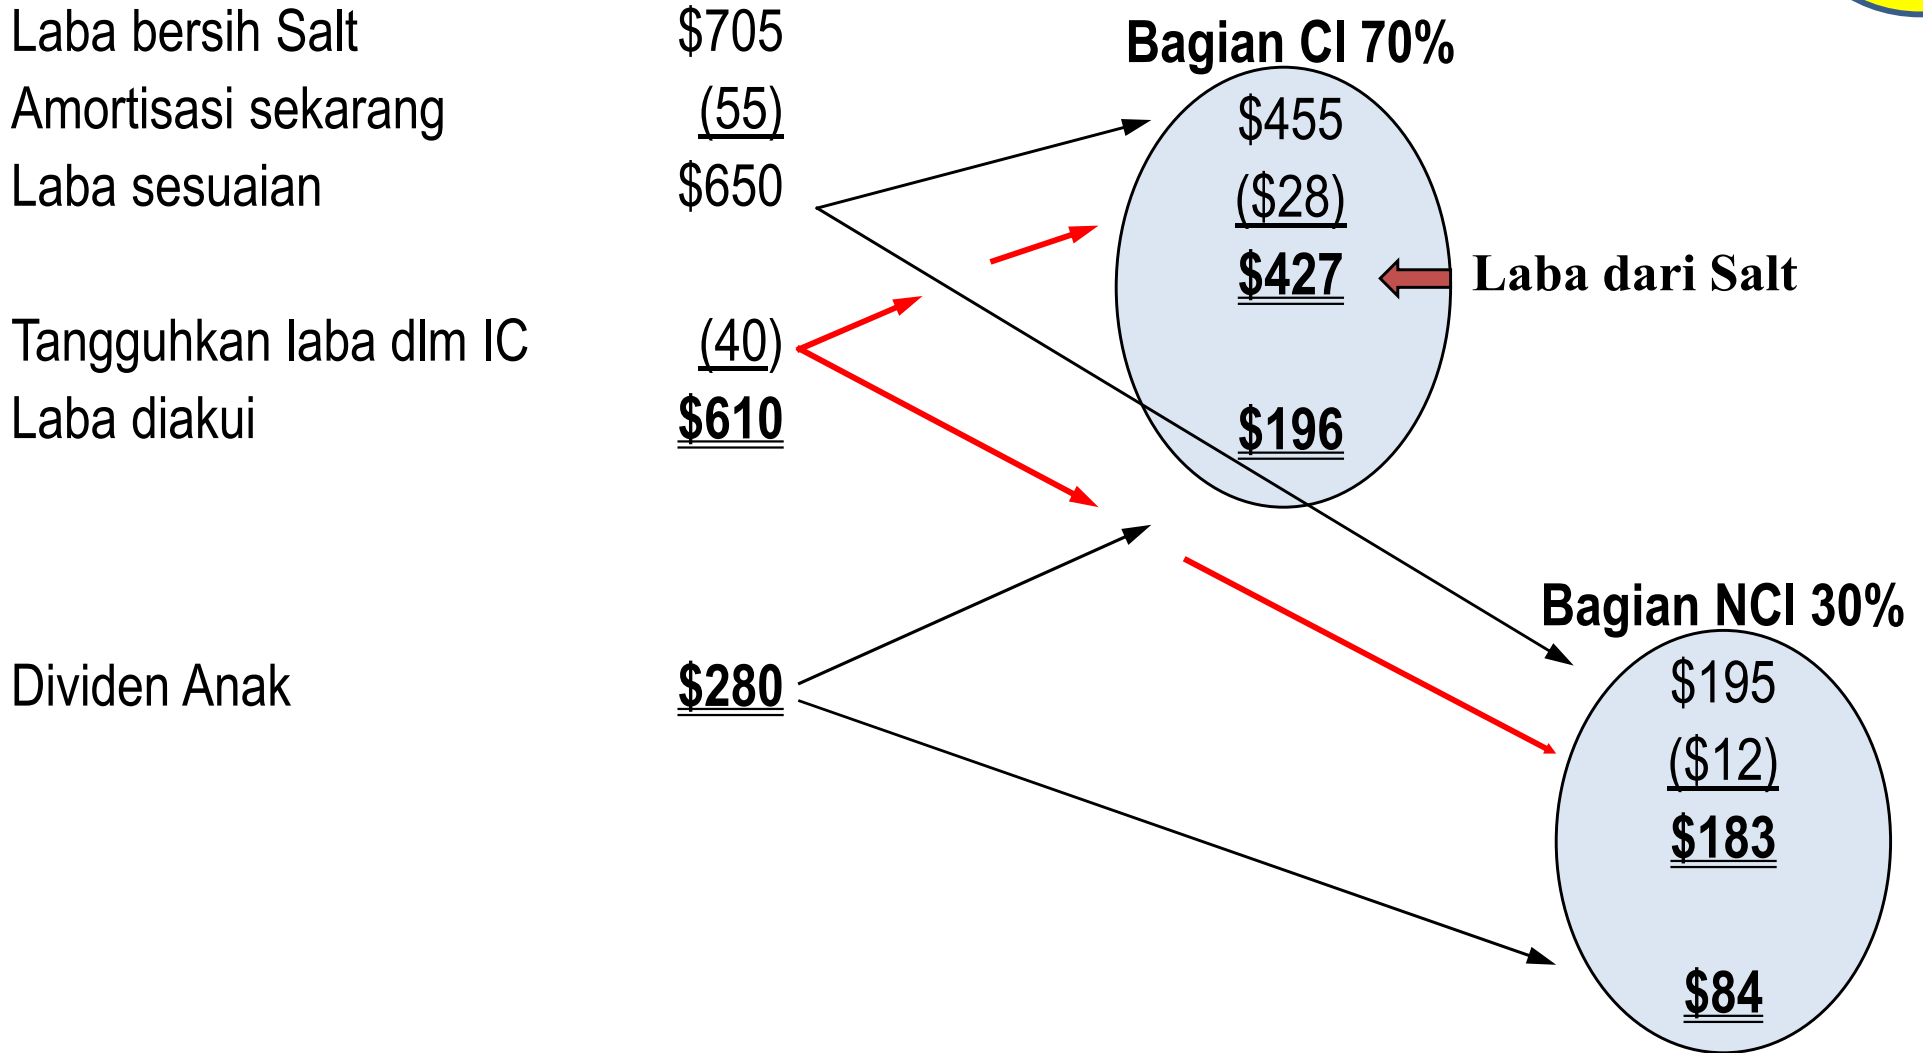 Laba bersih Salt $705
Bagian CI 70%
Amortisasi sekarang (55) $455
Laba sesuaian $650 ($28)
$427 Laba dari Salt
Tangguhkan laba dlm IC (40)
Laba diakui $610 $196
Bagian NCI 30%
Dividen Anak $280 $195
($12)
$183
$84